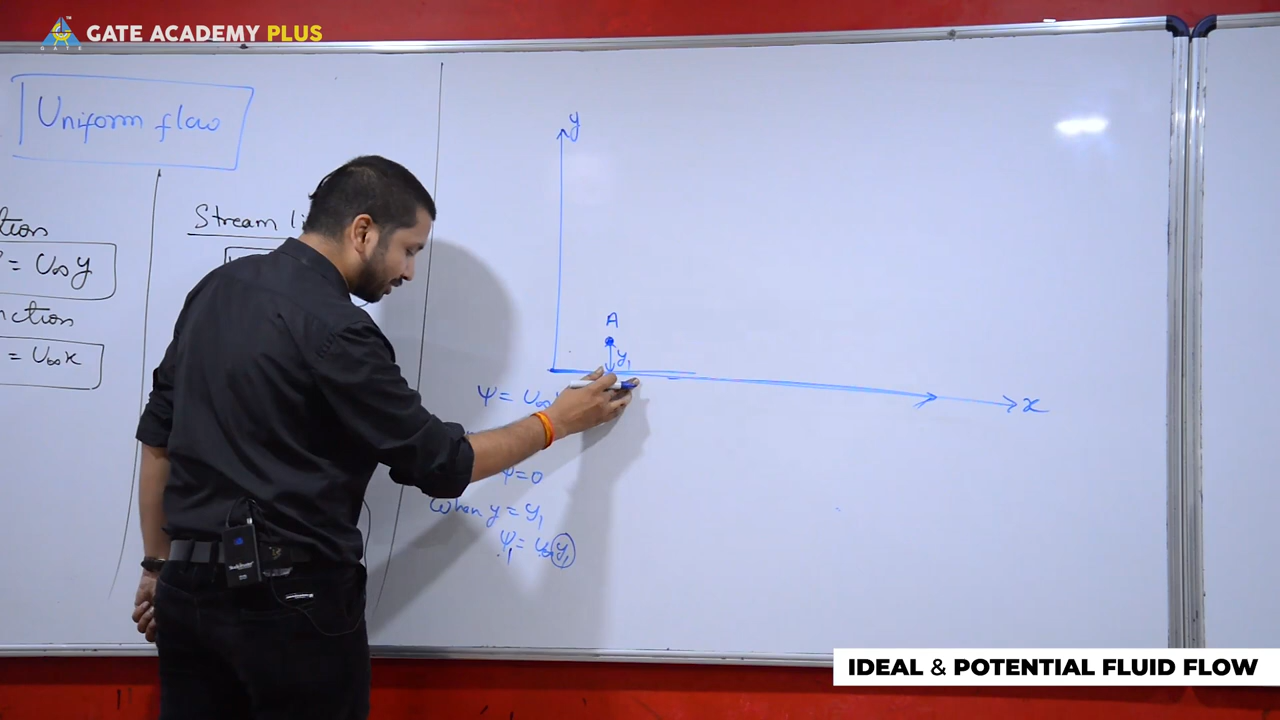 GATE ACADEMY PLUS
GATE
Uniform flow
tion
= U∞y
nction
= U∞x
Stream li
y
A
y₁
x
ψ = U∞
ψ=0
When y = y₁
ψ₁ = U∞y₁
IDEAL & POTENTIAL FLUID FLOW